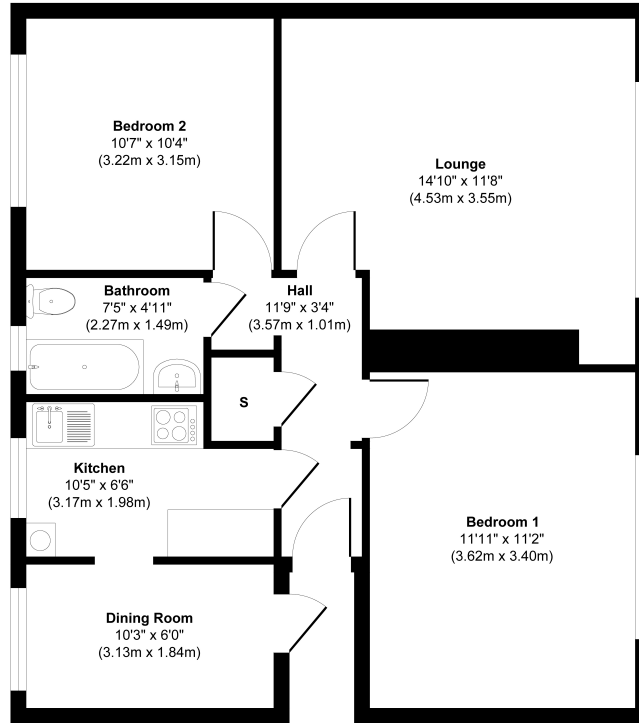 Bedroom 2
10'7" x 10'4"
(3.22m x 3.15m)
Lounge
14'10" x 11'8"
(4.53m x 3.55m)
Bathroom
7'5" x 4'11"
(2.27m x 1.49m)
Hall
11'9" x 3'4"
(3.57m x 1.01m)
S
Kitchen
10'5" x 6'6"
(3.17m x 1.98m)
Bedroom 1
11'11" x 11'2"
(3.62m x 3.40m)
Dining Room
10'3" x 6'0"
(3.13m x 1.84m)